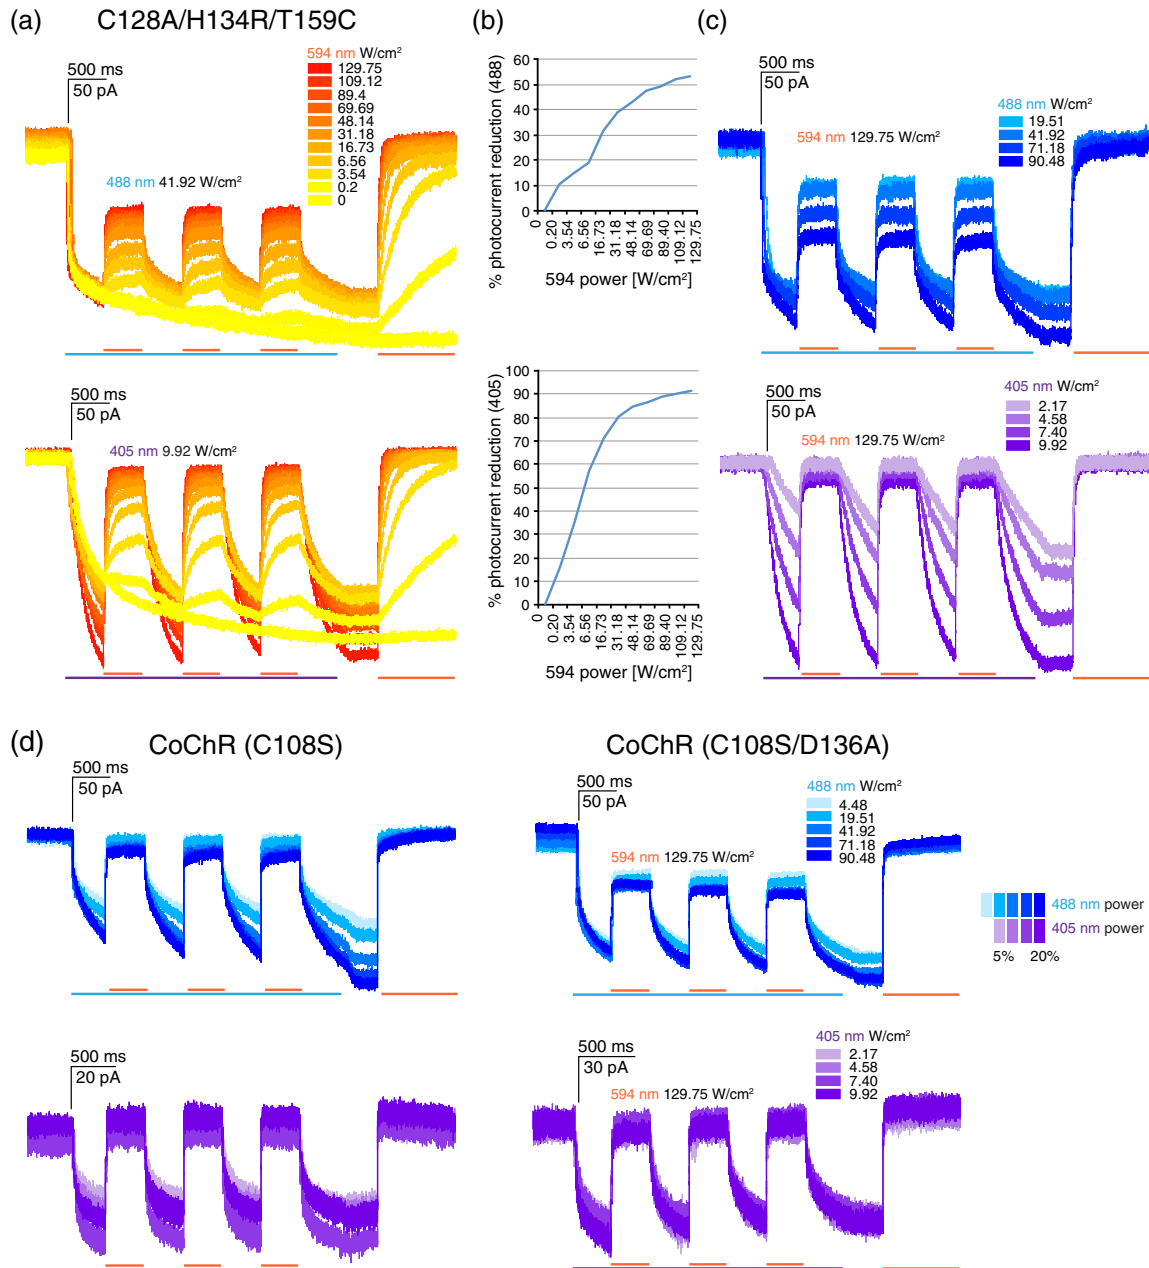 (a)
C128A/H134R/T159C
500 ms
50 pA
594 nm W/cm²
129.75
109.12
89.4
69.69
48.14
31.18
16.73
6.56
3.54
0.2
0
488 nm 41.92 W/cm²
500 ms
50 pA
405 nm 9.92 W/cm²
(b)
% photocurrent reduction (488)
60
50
40
30
20
10
0
0
0.20
3.54
6.56
16.73
31.18
48.14
69.69
89.40
109.12
129.75
594 power [W/cm²]
% photocurrent reduction (405)
100
90
80
70
60
50
40
30
20
10
0
0
0.20
3.54
6.56
16.73
31.18
48.14
69.69
89.40
109.12
129.75
594 power [W/cm²]
(c)
500 ms
50 pA
488 nm W/cm²
19.51
41.92
71.18
90.48
594 nm 129.75 W/cm²
500 ms
50 pA
405 nm W/cm²
2.17
4.58
7.40
9.92
594 nm 129.75 W/cm²
(d)
CoChR (C108S)
500 ms
50 pA
500 ms
20 pA
CoChR (C108S/D136A)
500 ms
50 pA
488 nm W/cm²
4.48
19.51
41.92
71.18
90.48
594 nm 129.75 W/cm²
488 nm power
405 nm power
5% 20%
500 ms
30 pA
405 nm W/cm²
2.17
4.58
7.40
9.92
594 nm 129.75 W/cm²